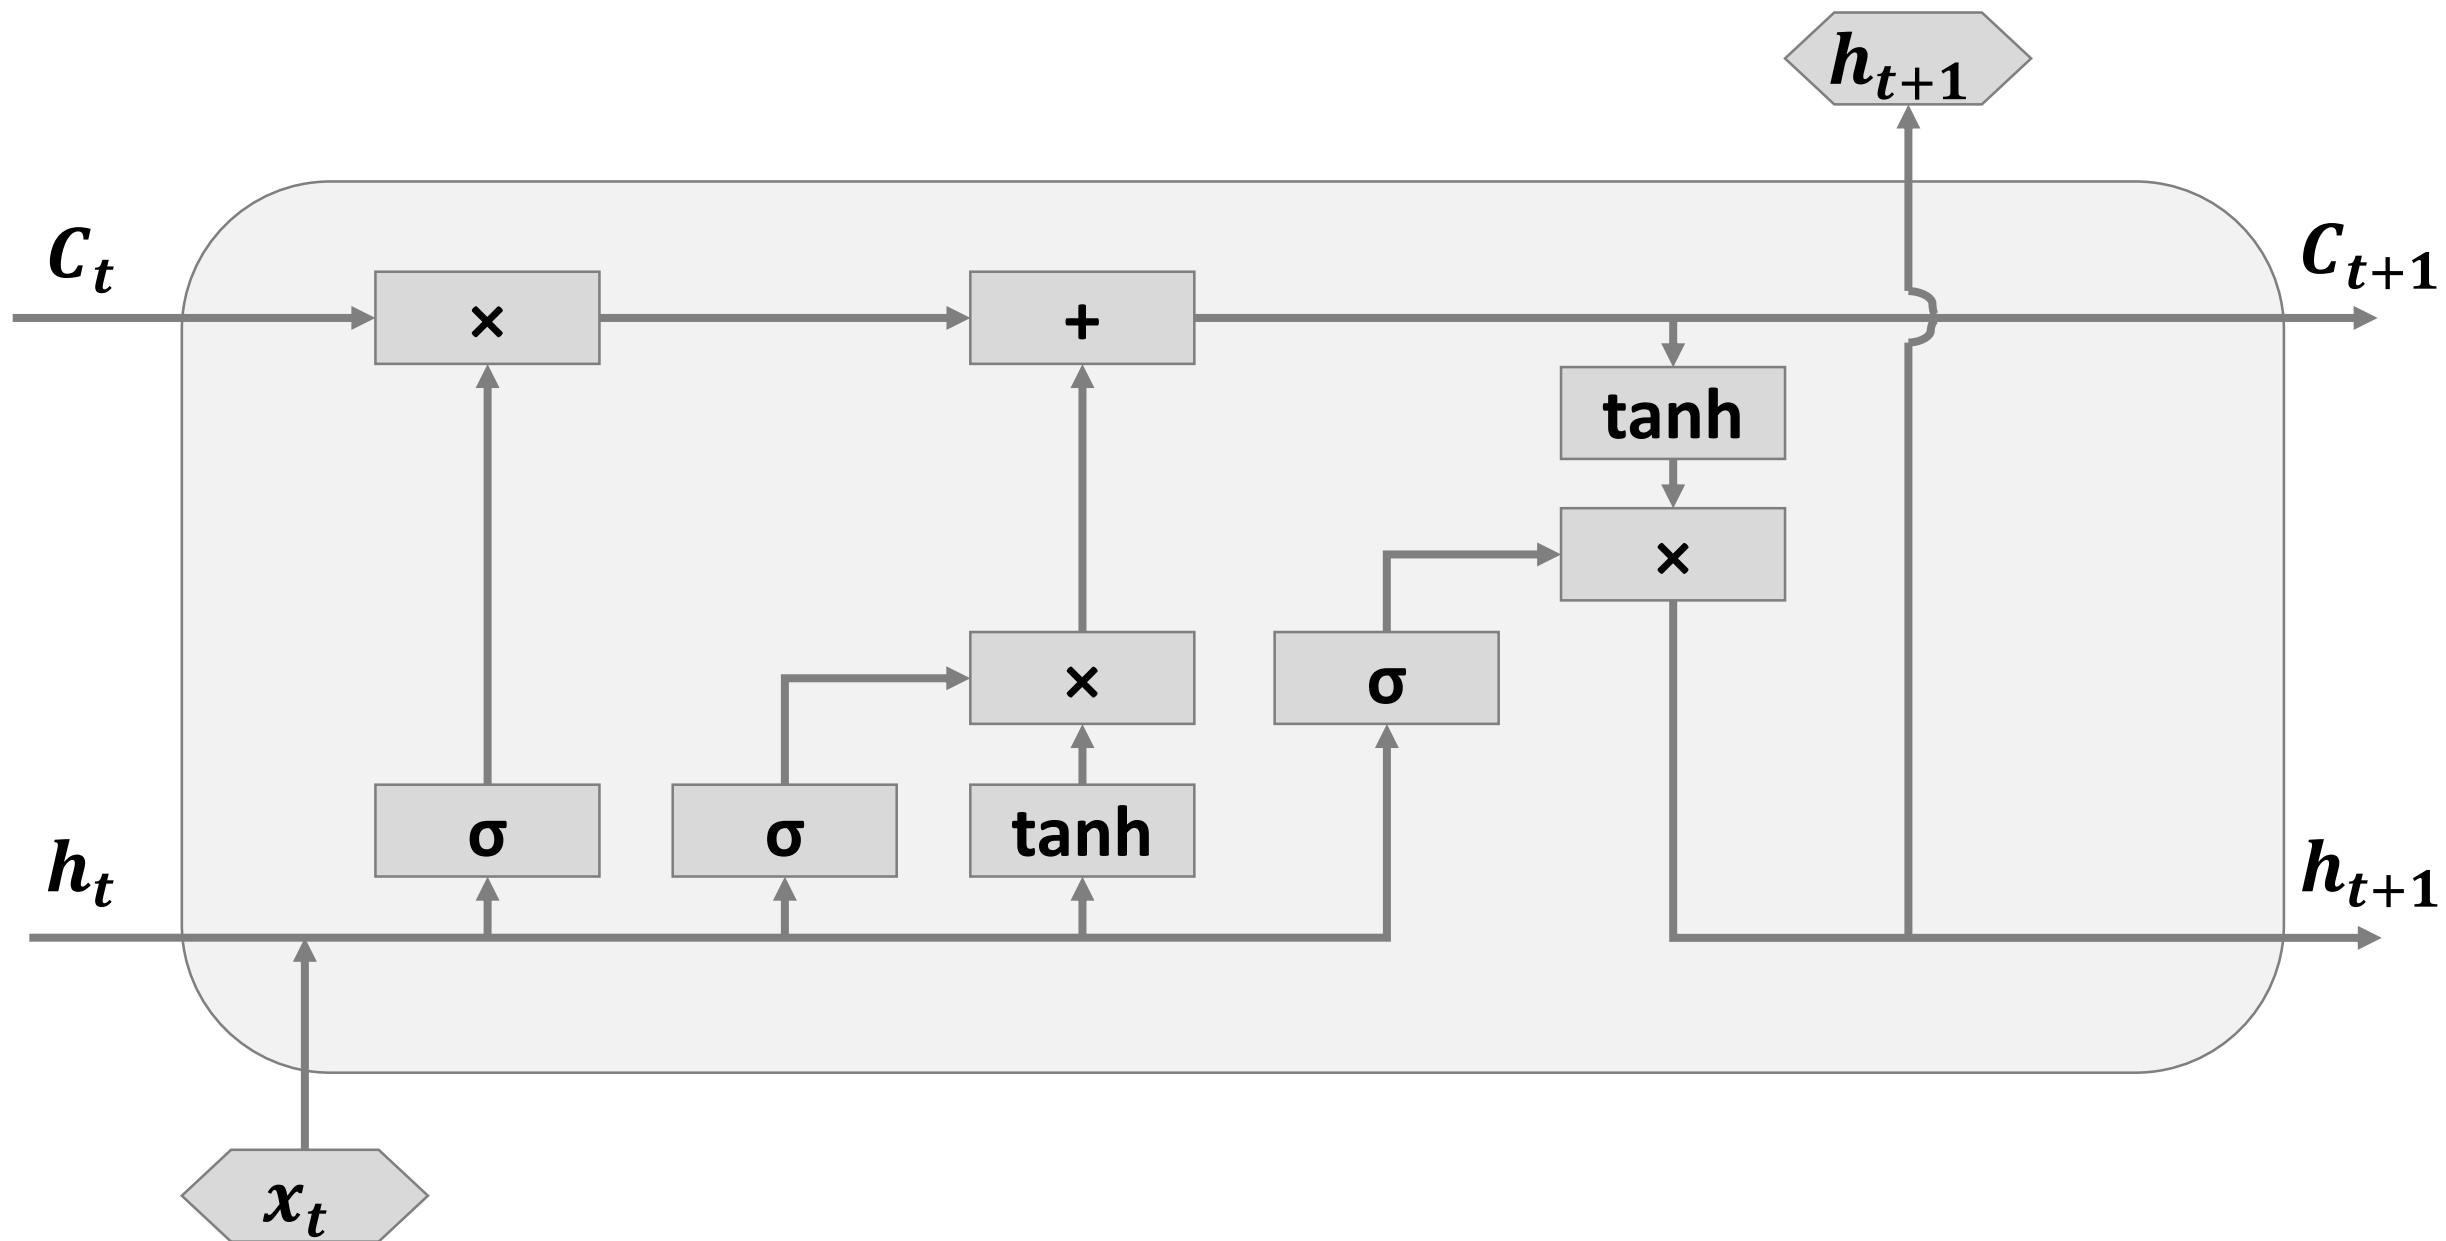 h_{t+1}
C_t
C_{t+1}
×
+
tanh
×
×
σ
σ
σ
tanh
h_t
h_{t+1}
x_t